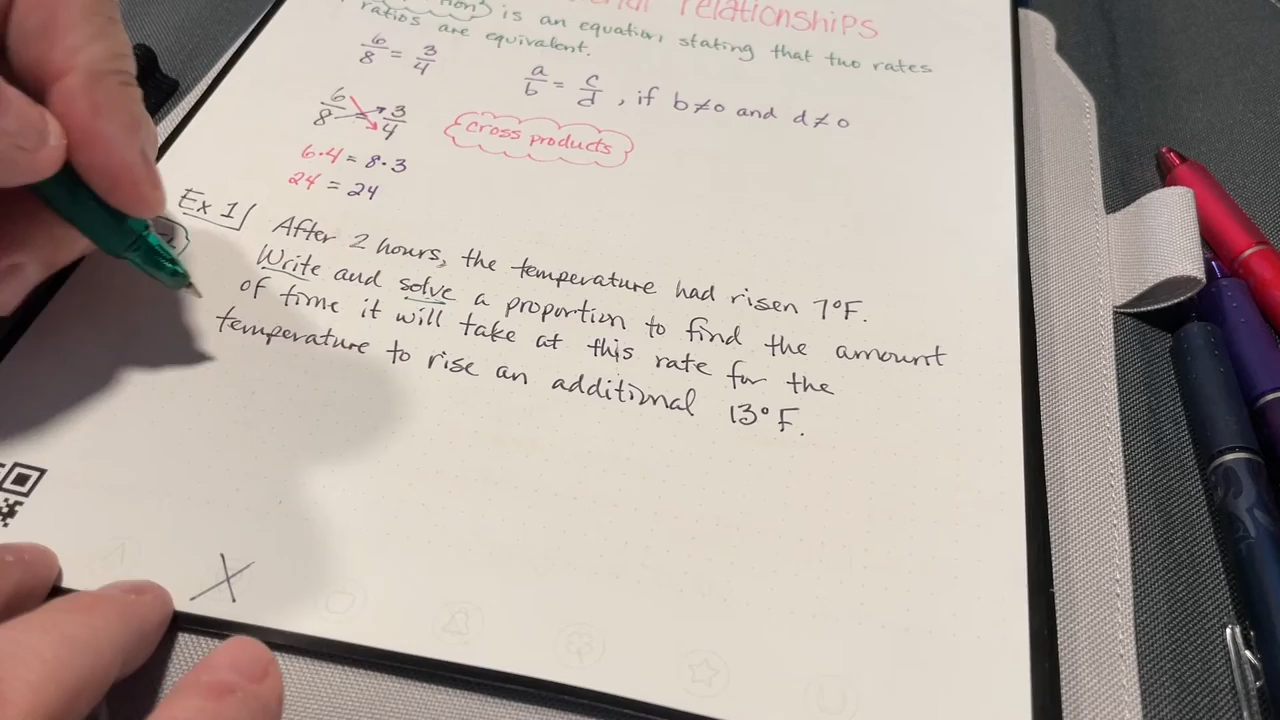 relationships
is an equation, stating that two rates
ratios are equivalent.
6/8 = 3/4
a/b = c/d , if b≠0 and d≠0
6/8 = 3/4
cross products
6·4 = 8·3
24 = 24
Ex 1/ After 2 hours, the temperature had risen 7°F.
Write and solve a proportion to find the amount
of time it will take at this rate for the
temperature to rise an additional 13°F.
X